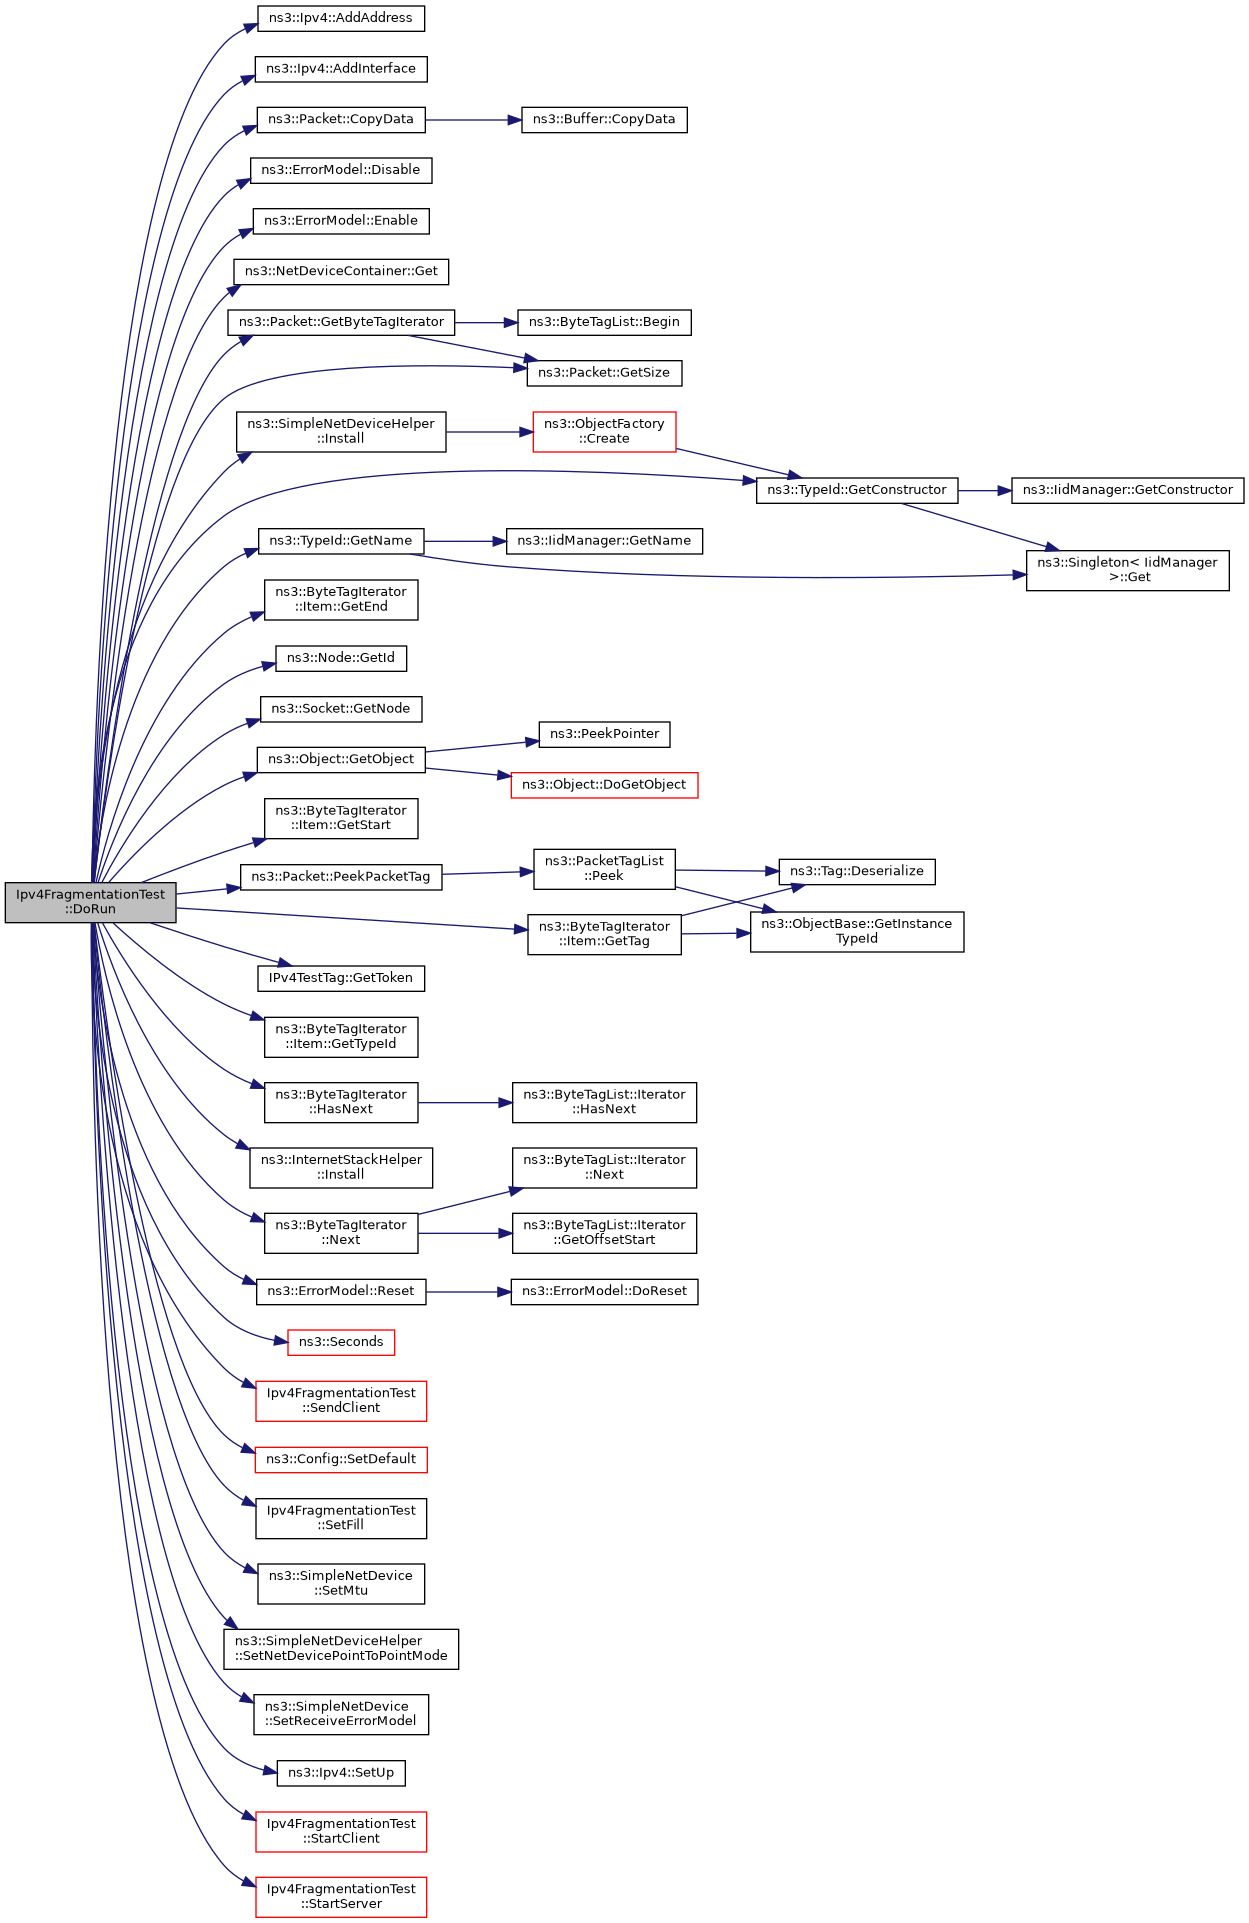 ns3::Ipv4::AddAddress
ns3::Ipv4::AddInterface
ns3::Packet::CopyData
ns3::Buffer::CopyData
ns3::ErrorModel::Disable
ns3::ErrorModel::Enable
ns3::NetDeviceContainer::Get
ns3::Packet::GetByteTagIterator
ns3::ByteTagList::Begin
ns3::Packet::GetSize
ns3::SimpleNetDeviceHelper
::Install
ns3::ObjectFactory
::Create
ns3::TypeId::GetConstructor
ns3::IidManager::GetConstructor
ns3::TypeId::GetName
ns3::IidManager::GetName
ns3::Singleton< IidManager
>::Get
ns3::ByteTagIterator
::Item::GetEnd
ns3::Node::GetId
ns3::Socket::GetNode
ns3::Object::GetObject
ns3::PeekPointer
ns3::Object::DoGetObject
ns3::ByteTagIterator
::Item::GetStart
Ipv4FragmentationTest
::DoRun
ns3::Packet::PeekPacketTag
ns3::PacketTagList
::Peek
ns3::Tag::Deserialize
ns3::ByteTagIterator
::Item::GetTag
ns3::ObjectBase::GetInstance
TypeId
IPv4TestTag::GetToken
ns3::ByteTagIterator
::Item::GetTypeId
ns3::ByteTagIterator
::HasNext
ns3::ByteTagList::Iterator
::HasNext
ns3::InternetStackHelper
::Install
ns3::ByteTagList::Iterator
::Next
ns3::ByteTagIterator
::Next
ns3::ByteTagList::Iterator
::GetOffsetStart
ns3::ErrorModel::Reset
ns3::ErrorModel::DoReset
ns3::Seconds
Ipv4FragmentationTest
::SendClient
ns3::Config::SetDefault
Ipv4FragmentationTest
::SetFill
ns3::SimpleNetDevice
::SetMtu
ns3::SimpleNetDeviceHelper
::SetNetDevicePointToPointMode
ns3::SimpleNetDevice
::SetReceiveErrorModel
ns3::Ipv4::SetUp
Ipv4FragmentationTest
::StartClient
Ipv4FragmentationTest
::StartServer